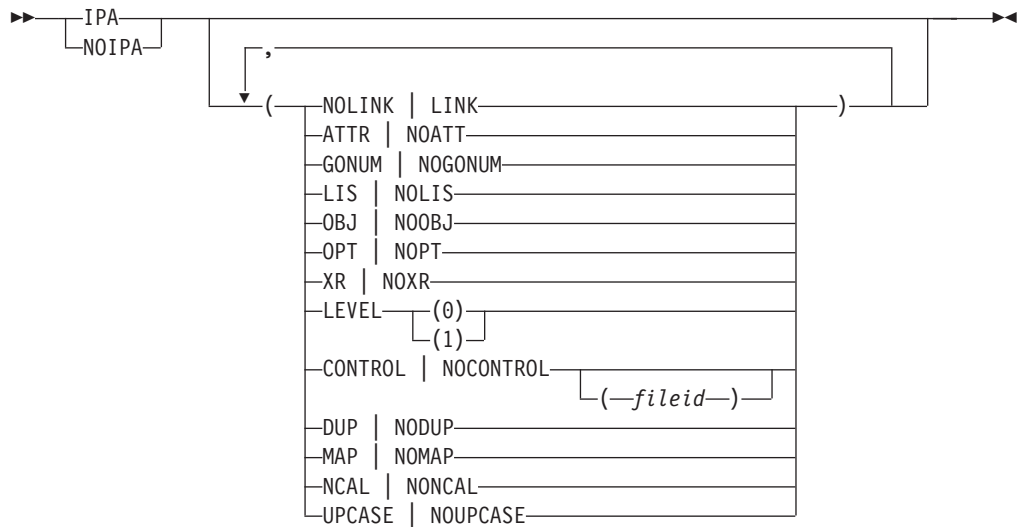 IPA
NOIPA
,
( NOLINK | LINK )
ATTR | NOATT
GONUM | NOGONUM
LIS | NOLIS
OBJ | NOOBJ
OPT | NOPT
XR | NOXR
LEVEL (0)
(1)
CONTROL | NOCONTROL
( fileid )
DUP | NODUP
MAP | NOMAP
NCAL | NONCAL
UPCASE | NOUPCASE